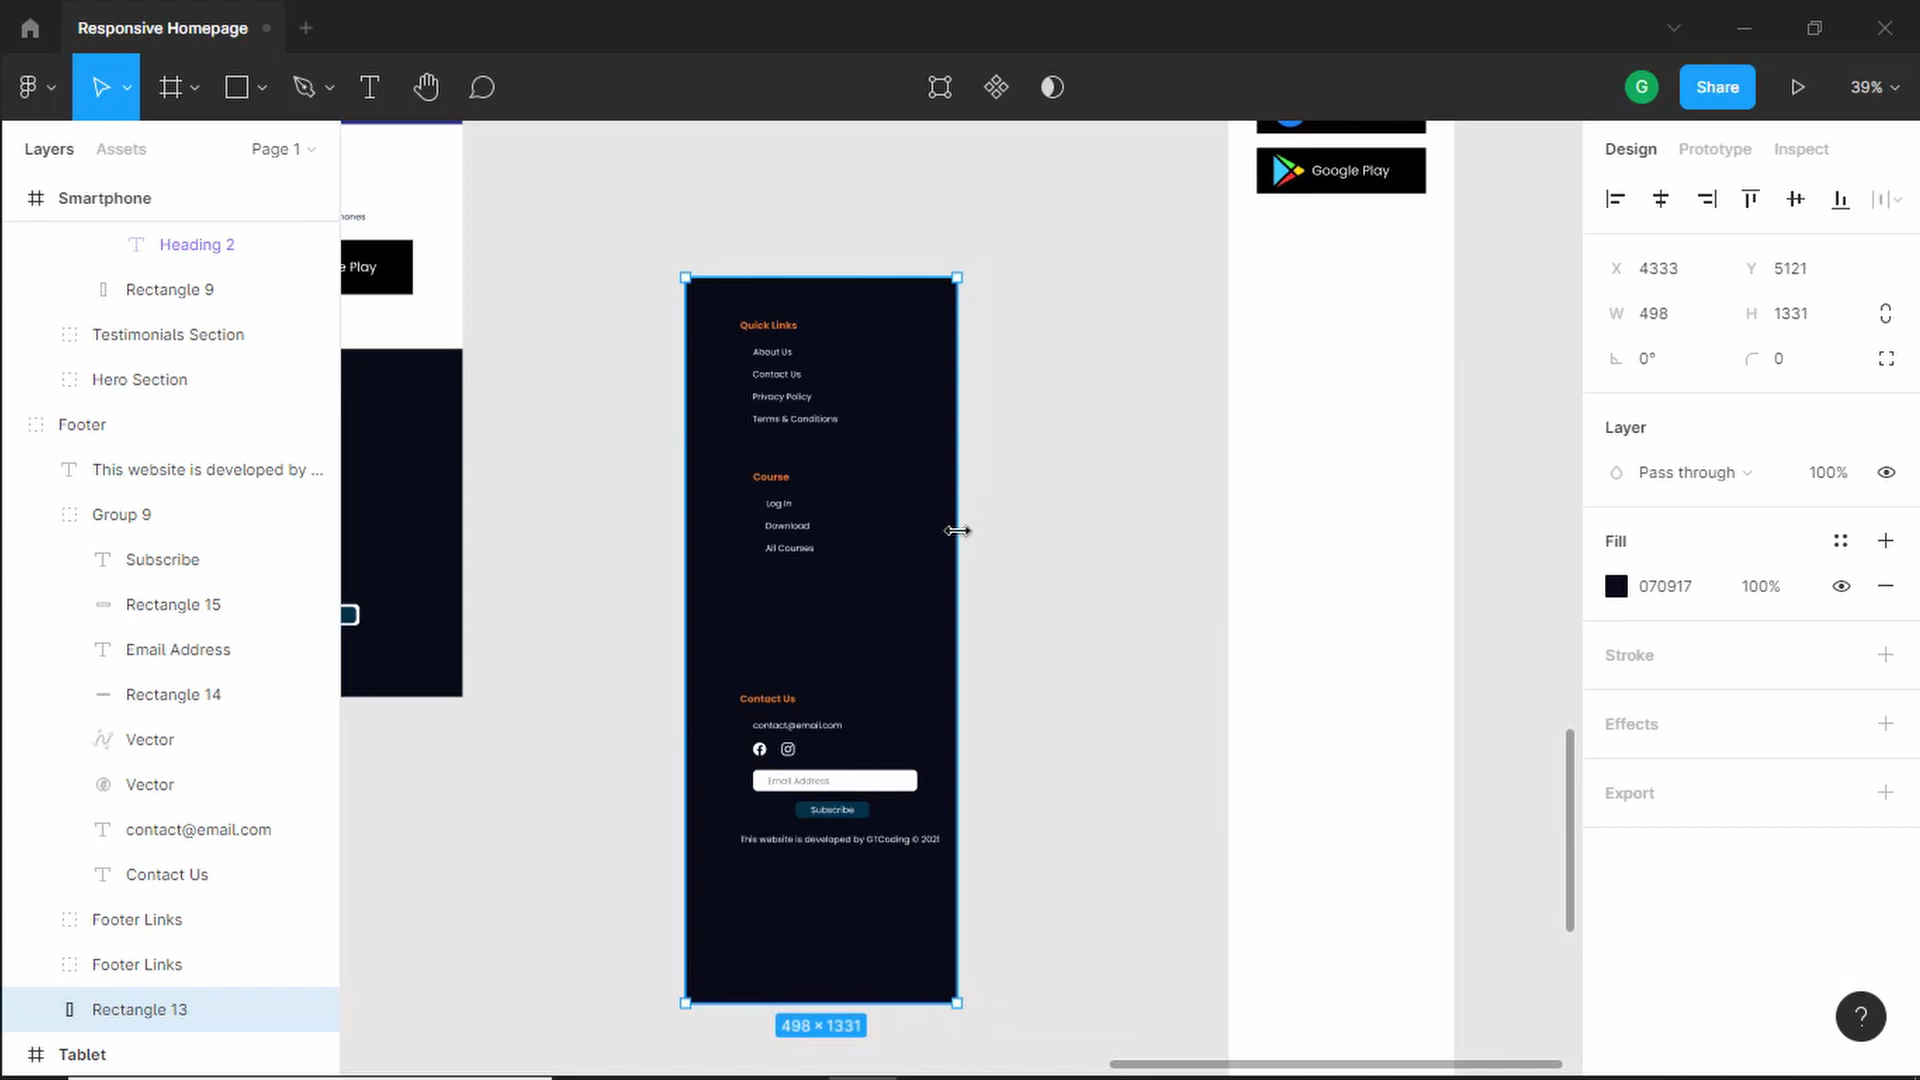 Responsive Homepage
G
Share
39%
Layers
Assets
Page 1
Smartphone
Heading 2
Rectangle 9
Testimonials Section
Hero Section
Footer
This website is developed by ...
Group 9
Subscribe
Rectangle 15
Email Address
Rectangle 14
Vector
Vector
contact@email.com
Contact Us
Footer Links
Footer Links
Rectangle 13
Tablet
e Play
Quick Links
About Us
Contact Us
Privacy Policy
Terms & Conditions
Course
Log In
Download
All Courses
Contact Us
contact@email.com
Email Address
Subscribe
This website is developed by GTCoding © 2021
498 × 1331
Google Play
Design
Prototype
Inspect
X 4333
Y 5121
W 498
H 1331
0°
0
Layer
Pass through
100%
Fill
070917
100%
Stroke
Effects
Export
?